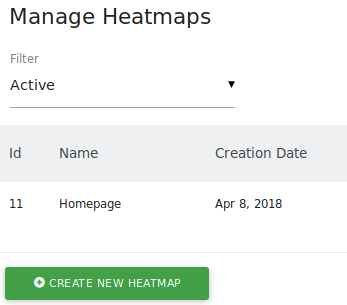 Manage Heatmaps
Filter
Active
Id Name Creation Date
11 Homepage Apr 8, 2018
CREATE NEW HEATMAP